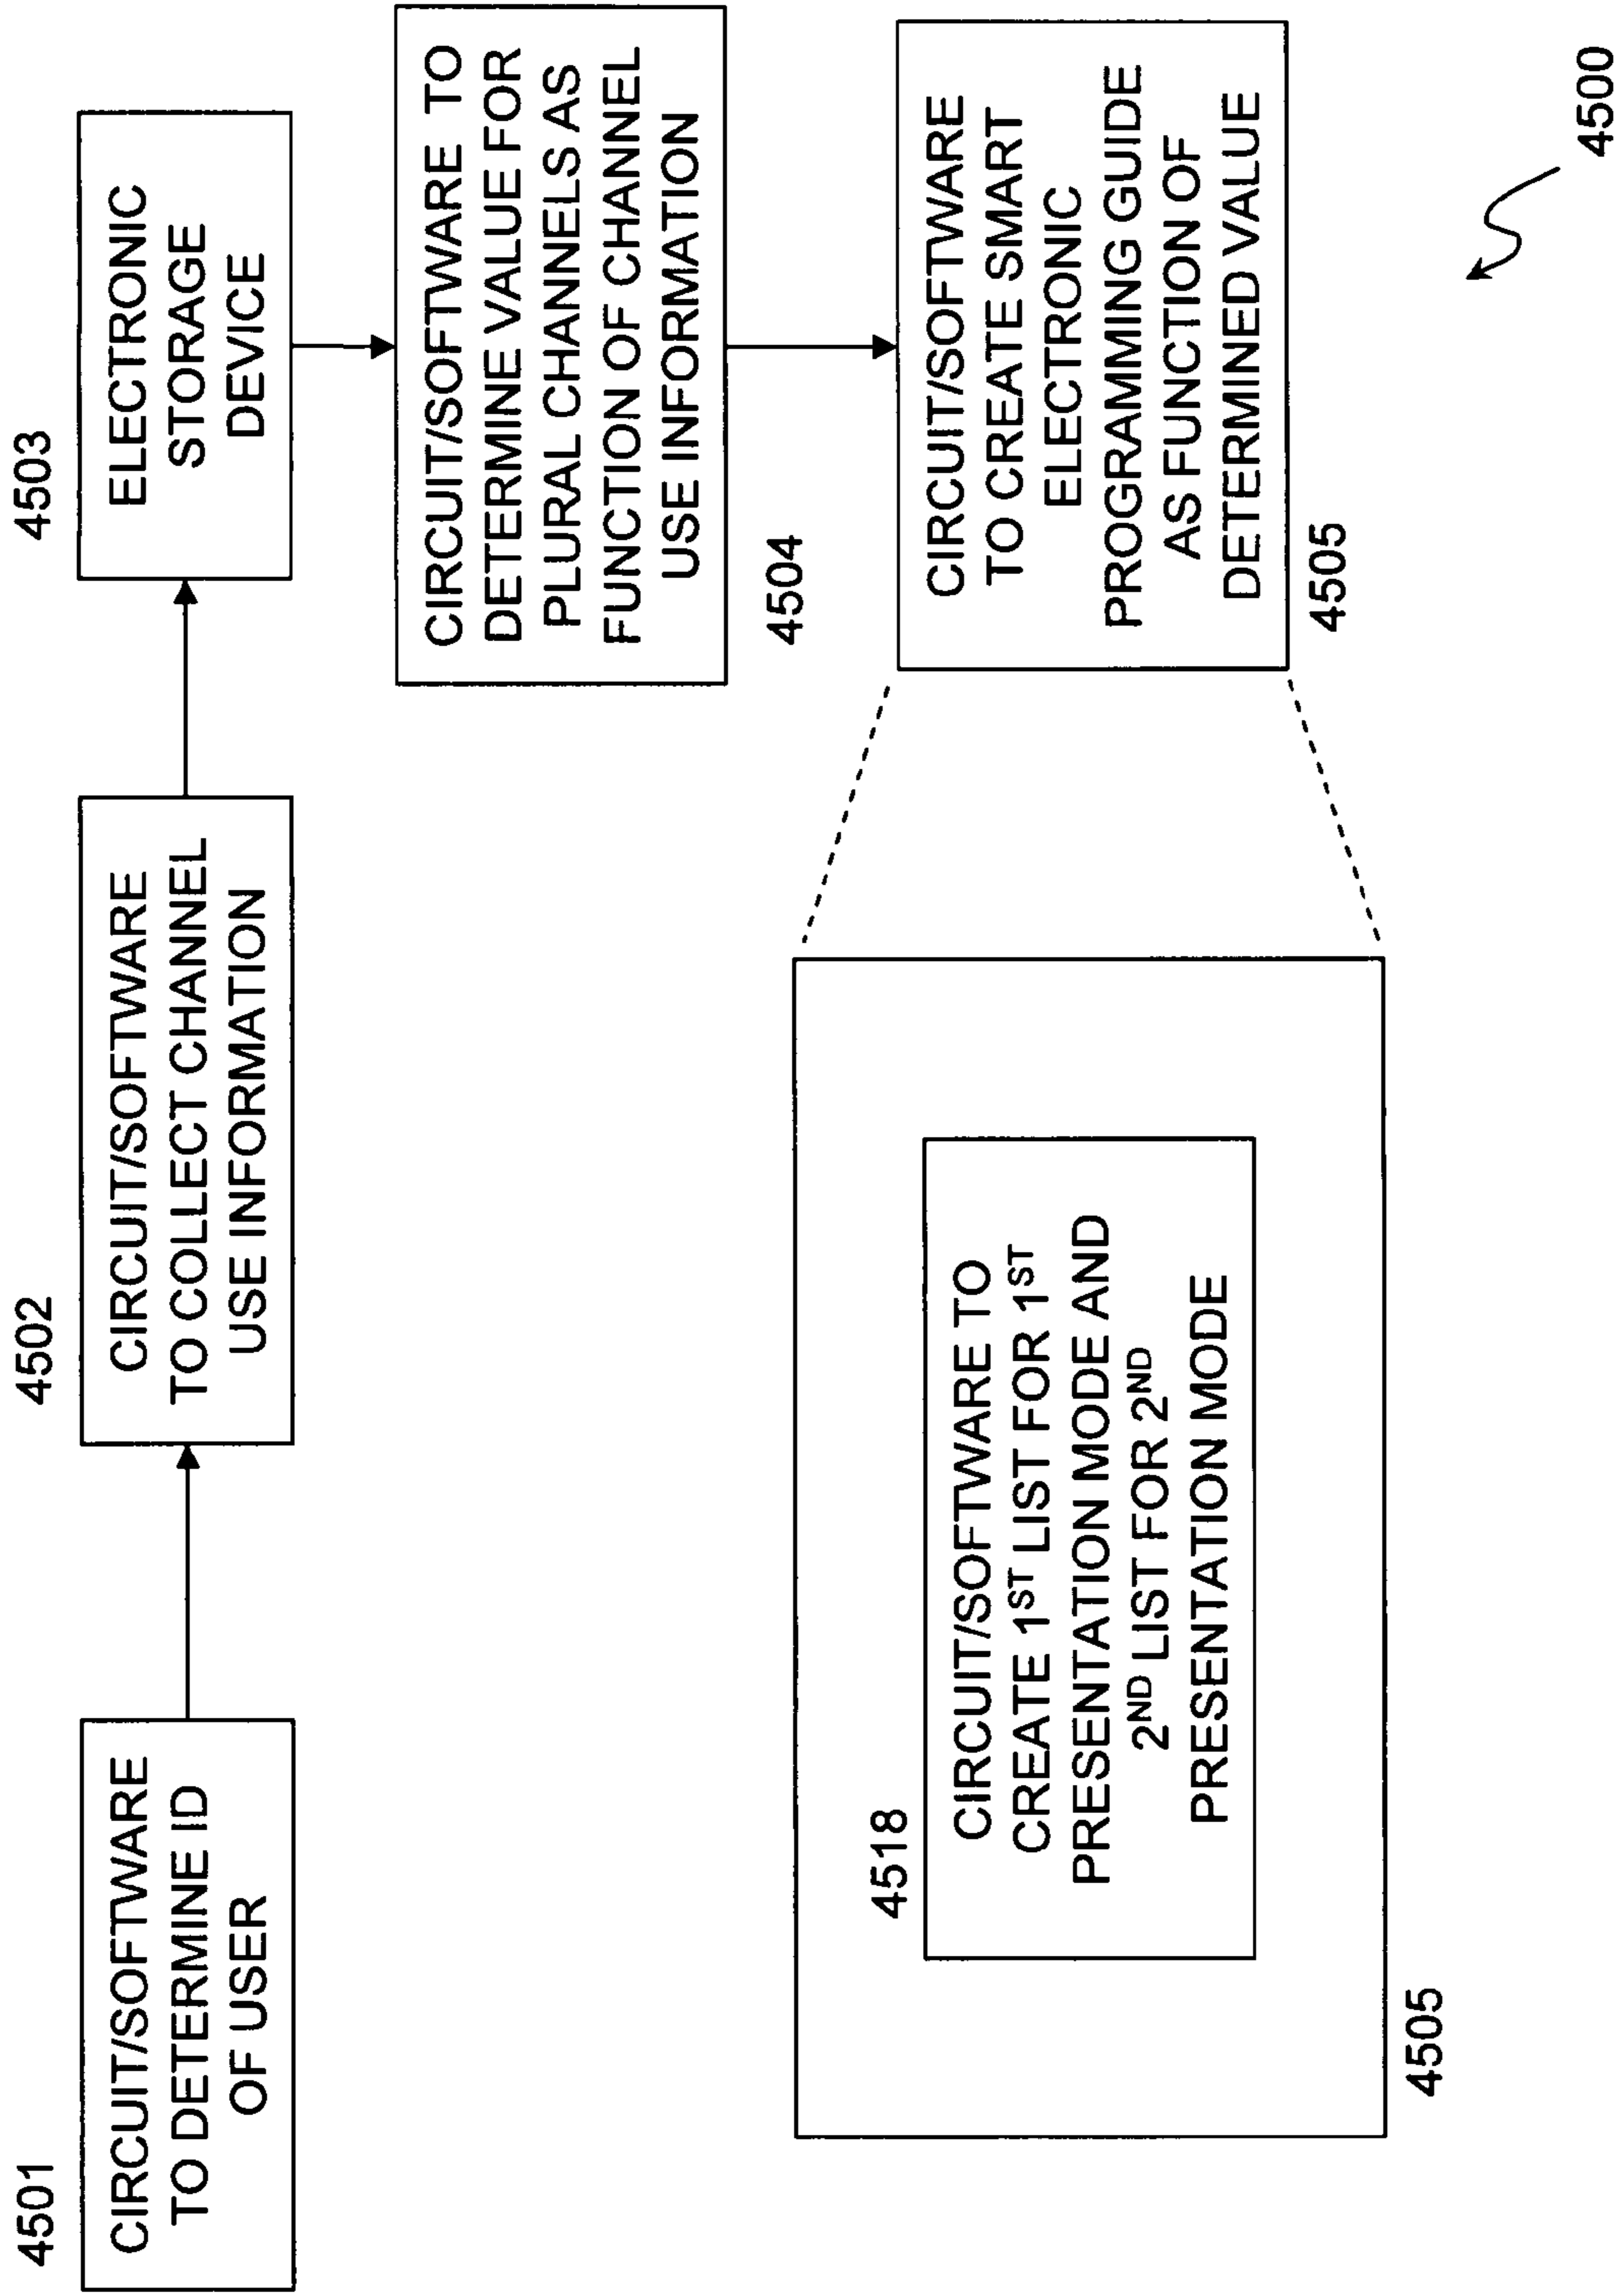 4501
CIRCUIT/SOFTWARE
TO DETERMINE ID
OF USER
4502
CIRCUIT/SOFTWARE
TO COLLECT CHANNEL
USE INFORMATION
4503
ELECTRONIC
STORAGE
DEVICE
CIRCUIT/SOFTWARE TO
DETERMINE VALUE FOR
PLURAL CHANNELS AS
FUNCTION OF CHANNEL
USE INFORMATION
4504
CIRCUIT/SOFTWARE
TO CREATE SMART
ELECTRONIC
PROGRAMMING GUIDE
AS FUNCTION OF
DETERMINED VALUE
4505
4518
CIRCUIT/SOFTWARE TO
CREATE 1ST LIST FOR 1ST
PRESENTATION MODE AND
2ND LIST FOR 2ND
PRESENTATION MODE
4505
4500